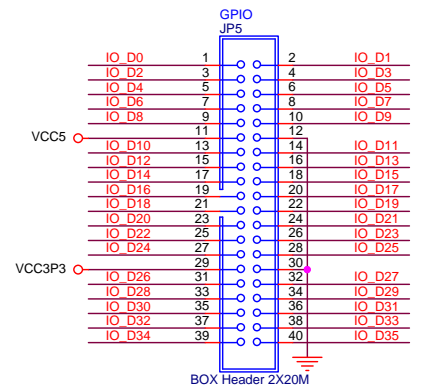 GPIO
JP5
IO_D0 1 2 IO_D1
IO_D2 3 4 IO_D3
IO_D4 5 6 IO_D5
IO_D6 7 8 IO_D7
IO_D8 9 10 IO_D9
VCC5 11 12
IO_D10 13 14 IO_D11
IO_D12 15 16 IO_D13
IO_D14 17 18 IO_D15
IO_D16 19 20 IO_D17
IO_D18 21 22 IO_D19
IO_D20 23 24 IO_D21
IO_D22 25 26 IO_D23
IO_D24 27 28 IO_D25
VCC3P3 29 30
IO_D26 31 32 IO_D27
IO_D28 33 34 IO_D29
IO_D30 35 36 IO_D31
IO_D32 37 38 IO_D33
IO_D34 39 40 IO_D35
BOX Header 2X20M